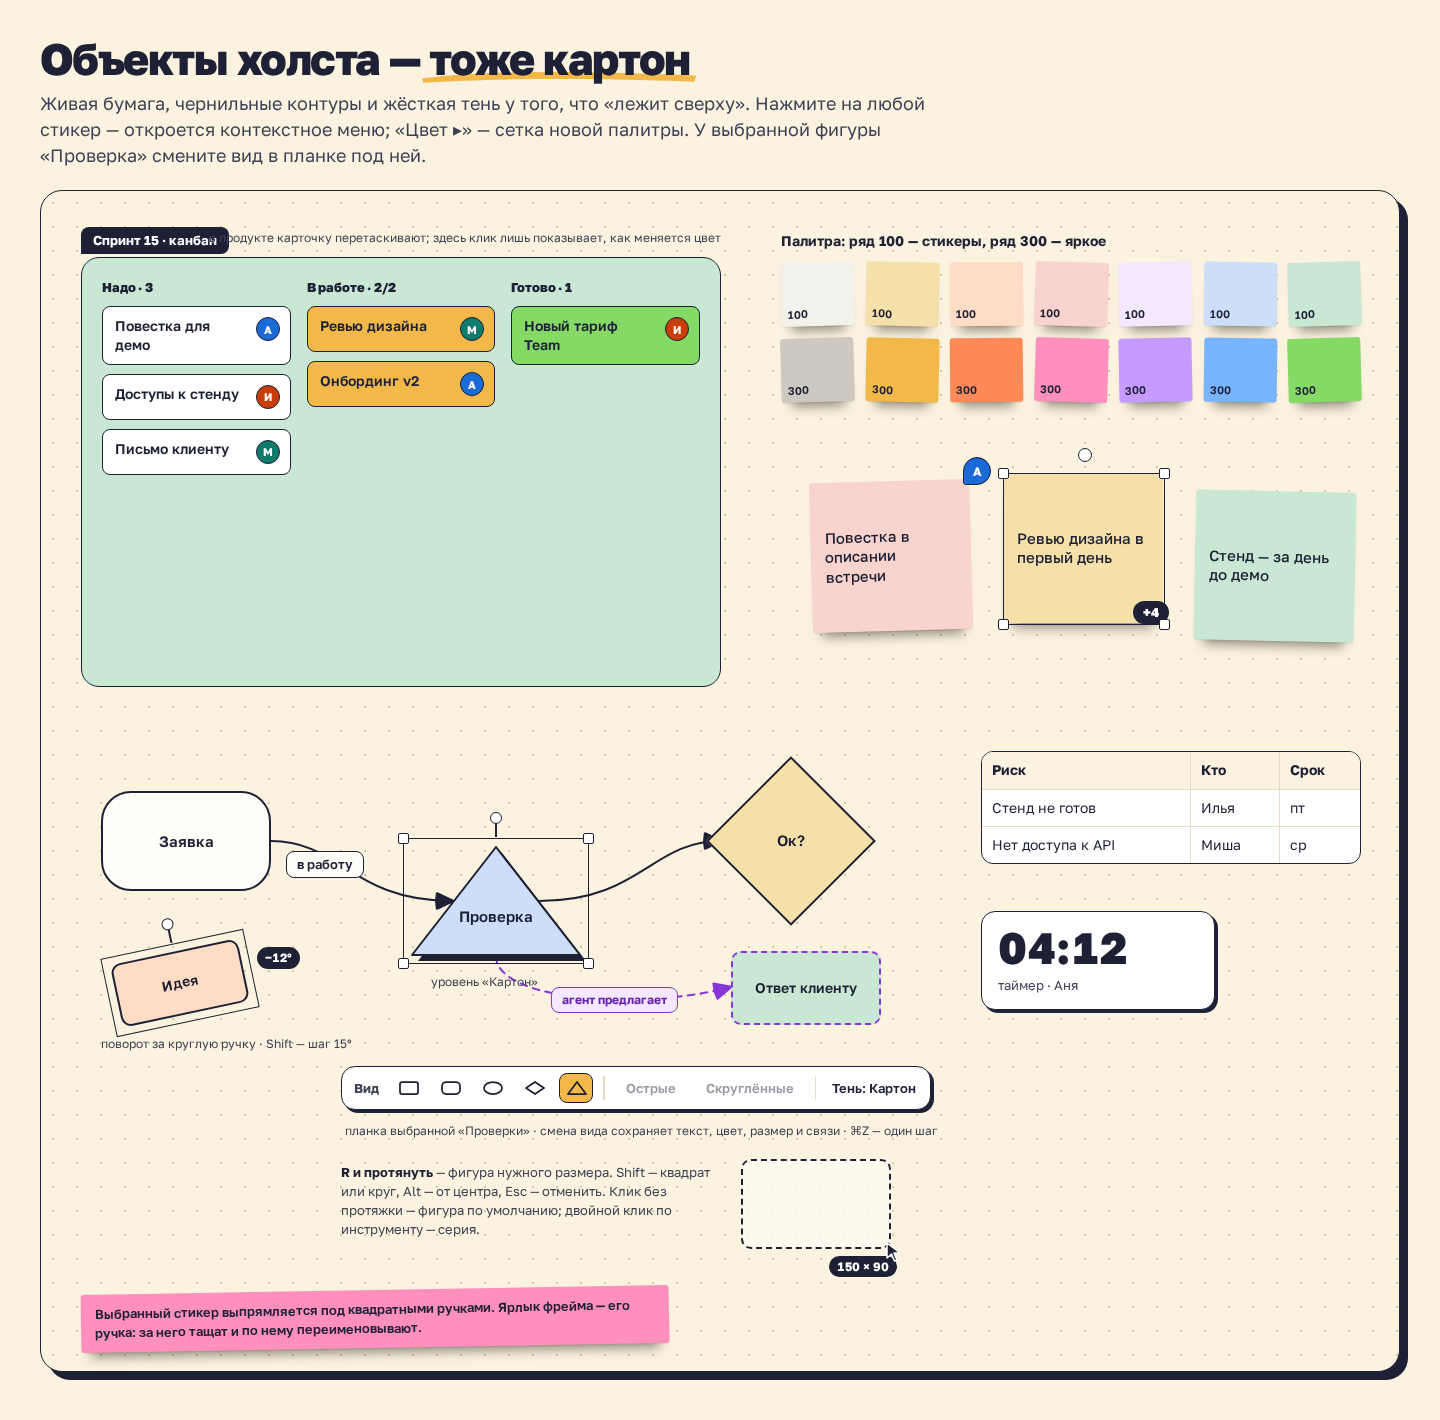 Объекты холста — тоже картон
Живая бумага, чернильные контуры и жёсткая тень у того, что «лежит сверху». Нажмите на любой
стикер — откроется контекстное меню; «Цвет ▸» — сетка новой палитры. У выбранной фигуры
«Проверка» смените вид в планке под ней.
Спринт 15 · канбан
продукте карточку перетаскивают; здесь клик лишь показывает, как меняется цвет
Надо · 3
Повестка для
демо
А
Доступы к стенду
И
Письмо клиенту
М
В работе · 2/2
Ревью дизайна
М
Онбординг v2
А
Готово · 1
Новый тариф
Team
И
Палитра: ряд 100 — стикеры, ряд 300 — яркое
100 100 100 100 100 100 100
300 300 300 300 300 300 300
А
Повестка в
описании
встречи
Ревью дизайна в
первый день
+4
Стенд — за день
до демо
Заявка
в работу
Проверка
Ок?
уровень «Картон»
агент предлагает
Ответ клиенту
Идея
−12°
поворот за круглую ручку · Shift — шаг 15°
Риск Кто Срок
Стенд не готов Илья пт
Нет доступа к API Миша ср
04:12
таймер · Аня
Вид Острые Скруглённые Тень: Картон
планка выбранной «Проверки» · смена вида сохраняет текст, цвет, размер и связи · ⌘Z — один шаг
R и протянуть — фигура нужного размера. Shift — квадрат
или круг, Alt — от центра, Esc — отменить. Клик без
протяжки — фигура по умолчанию; двойной клик по
инструменту — серия.
150 × 90
Выбранный стикер выпрямляется под квадратными ручками. Ярлык фрейма — его
ручка: за него тащат и по нему переименовывают.